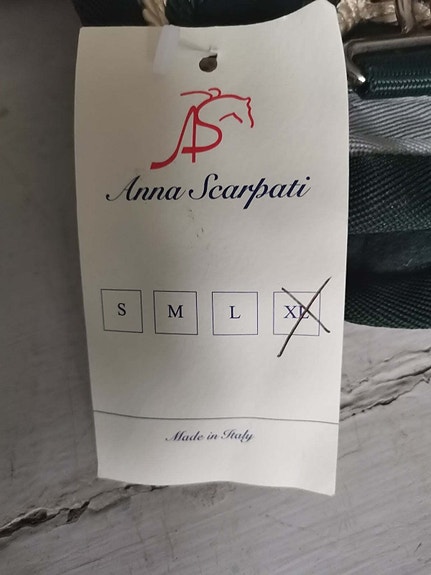 AS
Anna Scarpati
S M L XL
Made in Italy